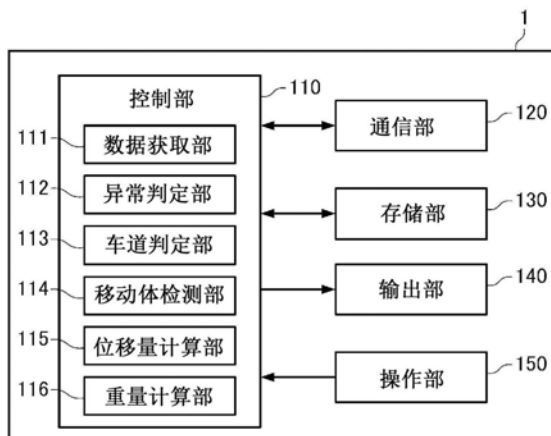 1
控制部
110
111
数据获取部
112
异常判定部
113
车道判定部
114
移动体检测部
115
位移量计算部
116
重量计算部
通信部
120
存储部
130
输出部
140
操作部
150